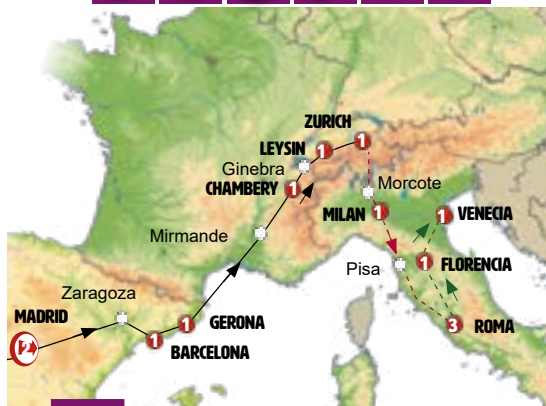 ZURICH
1
LEYSIN 1
Ginebra
CHAMBERY 1
Morcote
MILAN 1
1 VENECIA
Mirmande
Pisa
1 FLORENCIA
Zaragoza
MADRID
2
1 GERONA
1
BARCELONA
3 ROMA